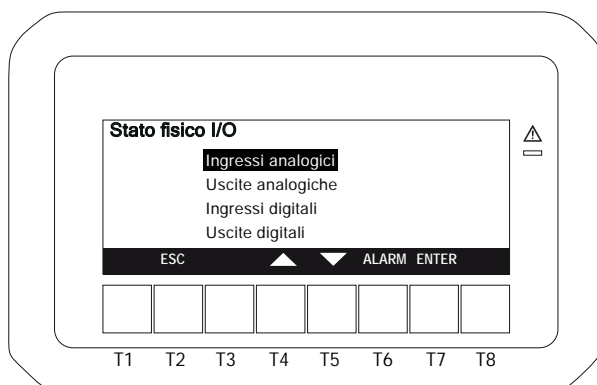 Stato fisico I/O
Ingressi analogici
Uscite analogiche
Ingressi digitali
Uscite digitali
ESC ALARM ENTER
T1 T2 T3 T4 T5 T6 T7 T8